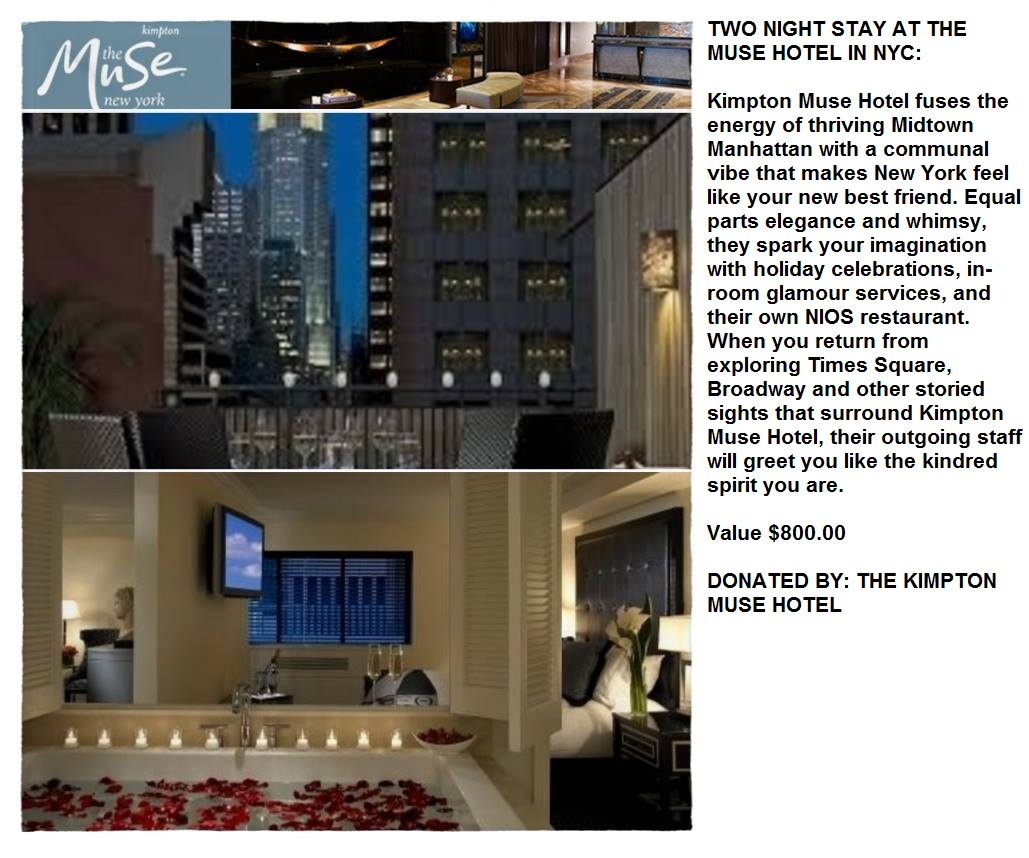 kimpton
the
Muse
new york
TWO NIGHT STAY AT THE
MUSE HOTEL IN NYC:
Kimpton Muse Hotel fuses the
energy of thriving Midtown
Manhattan with a communal
vibe that makes New York feel
like your new best friend. Equal
parts elegance and whimsy,
they spark your imagination
with holiday celebrations, in-
room glamour services, and
their own NIOS restaurant.
When you return from
exploring Times Square,
Broadway and other storied
sights that surround Kimpton
Muse Hotel, their outgoing staff
will greet you like the kindred
spirit you are.
Value $800.00
DONATED BY: THE KIMPTON
MUSE HOTEL